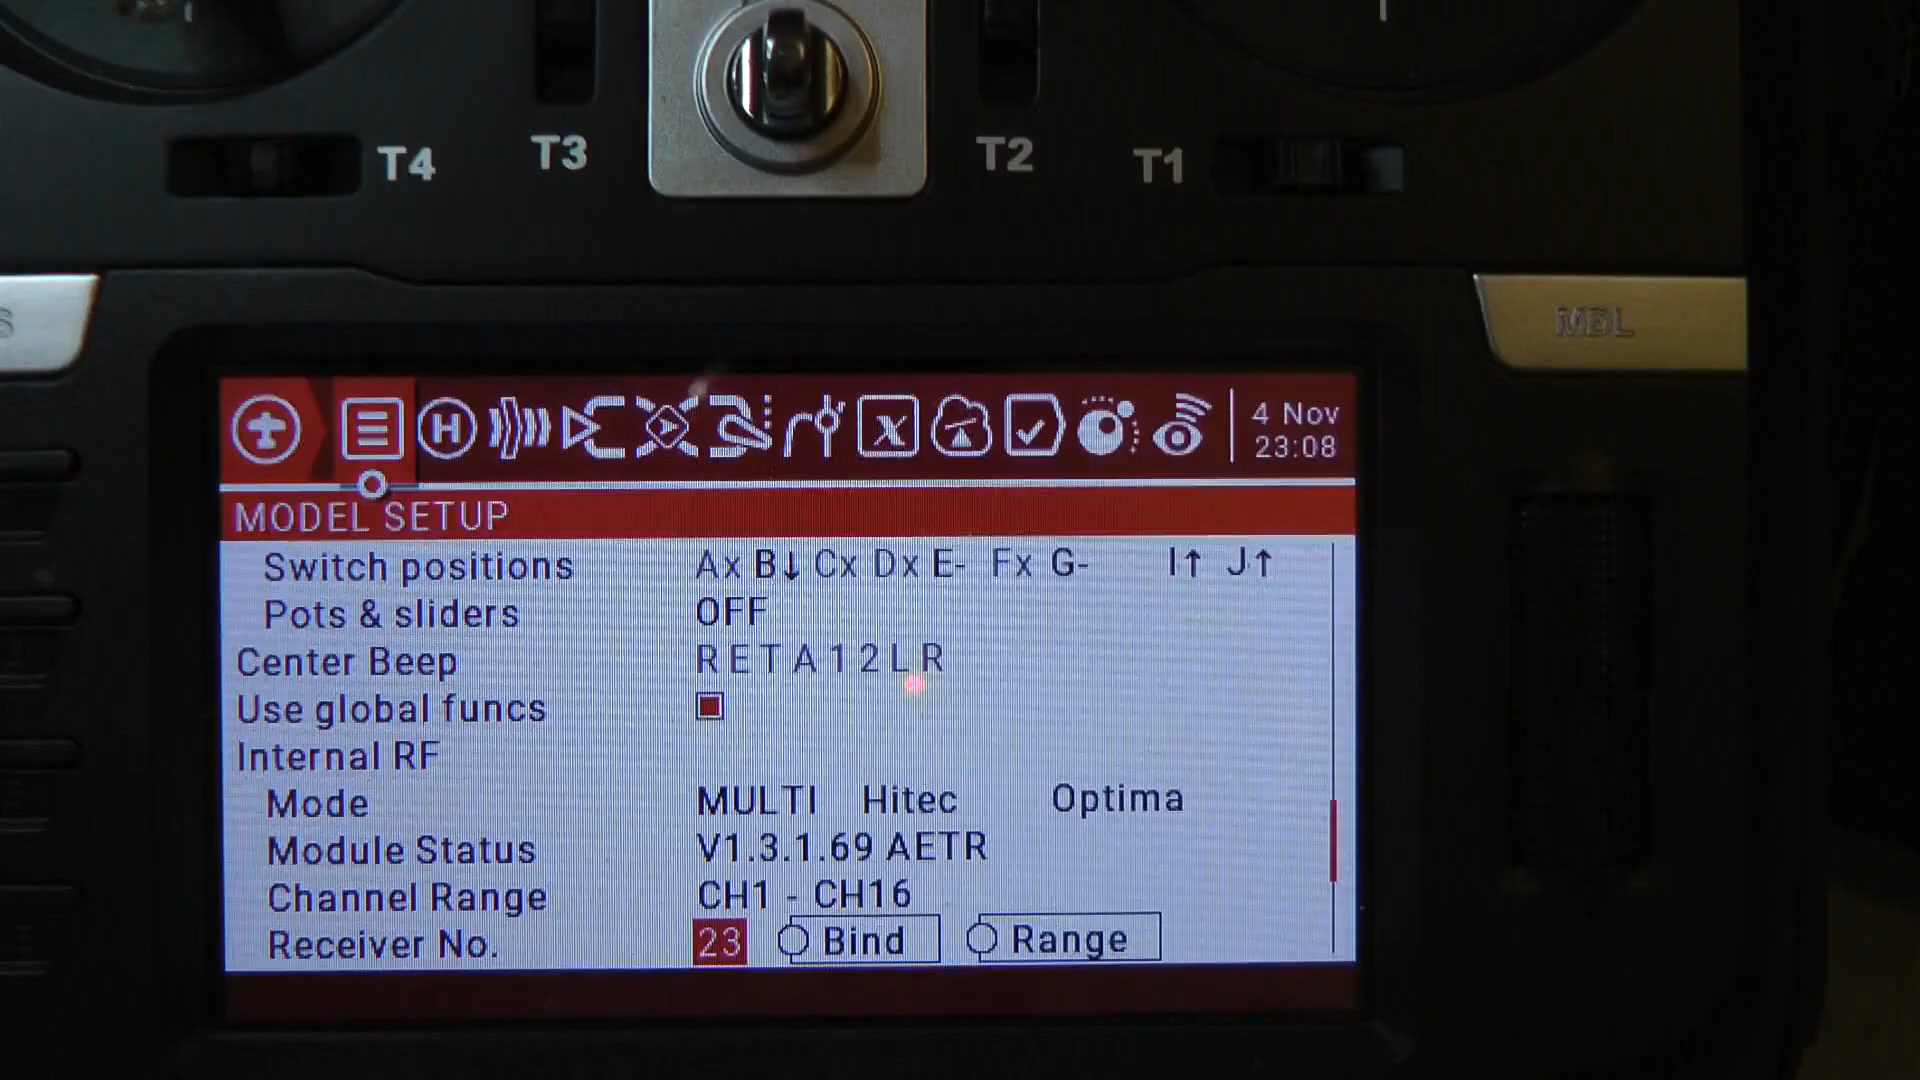 T4 T3 T2 T1
S
MDL
4 Nov
23:08
MODEL SETUP
Switch positions Ax B↓ Cx Dx E- Fx G- I↑ J↑
Pots & sliders OFF
Center Beep RETA12LR
Use global funcs
Internal RF
Mode MULTI Hitec Optima
Module Status V1.3.1.69 AETR
Channel Range CH1 - CH16
Receiver No. 23 Bind Range